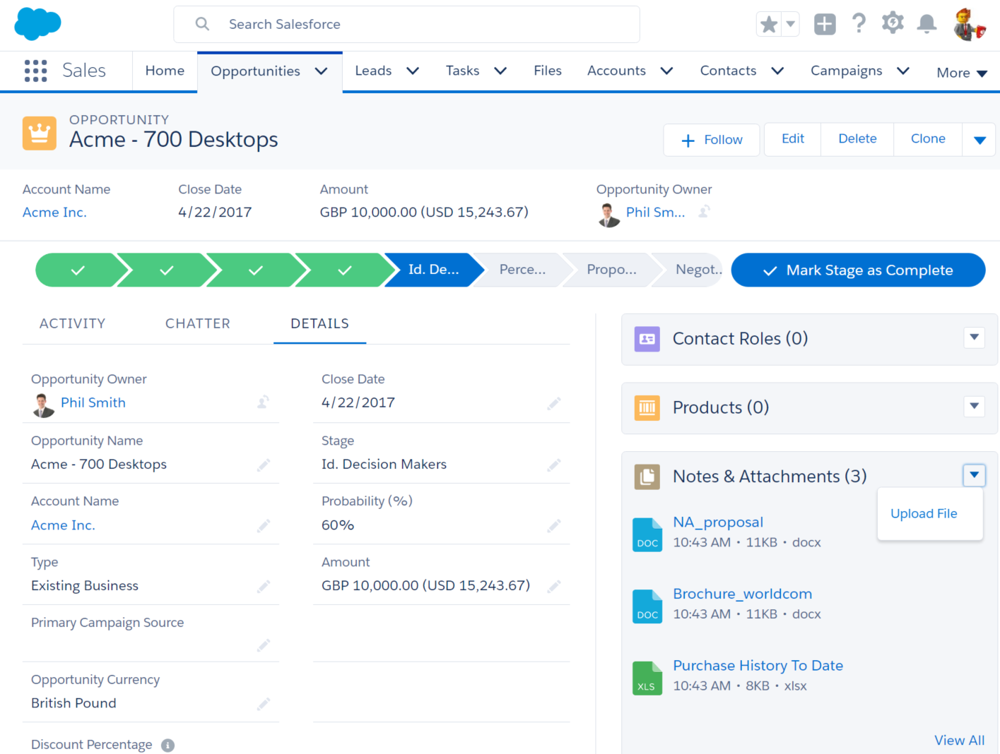 Search Salesforce
Sales
Home
Opportunities
Leads
Tasks
Files
Accounts
Contacts
Campaigns
More
OPPORTUNITY
Acme - 700 Desktops
Follow
Edit
Delete
Clone
Account Name
Acme Inc.
Close Date
4/22/2017
Amount
GBP 10,000.00 (USD 15,243.67)
Opportunity Owner
Phil Sm...
Id. De...
Perce...
Propo...
Negot..
Mark Stage as Complete
ACTIVITY
CHATTER
DETAILS
Opportunity Owner
Phil Smith
Opportunity Name
Acme - 700 Desktops
Account Name
Acme Inc.
Type
Existing Business
Primary Campaign Source
Opportunity Currency
British Pound
Discount Percentage
Close Date
4/22/2017
Stage
Id. Decision Makers
Probability (%)
60%
Amount
GBP 10,000.00 (USD 15,243.67)
Contact Roles (0)
Products (0)
Notes & Attachments (3)
Upload File
DOC
NA_proposal
10:43 AM • 11KB • docx
DOC
Brochure_worldcom
10:43 AM • 11KB • docx
XLS
Purchase History To Date
10:43 AM • 8KB • xlsx
View All